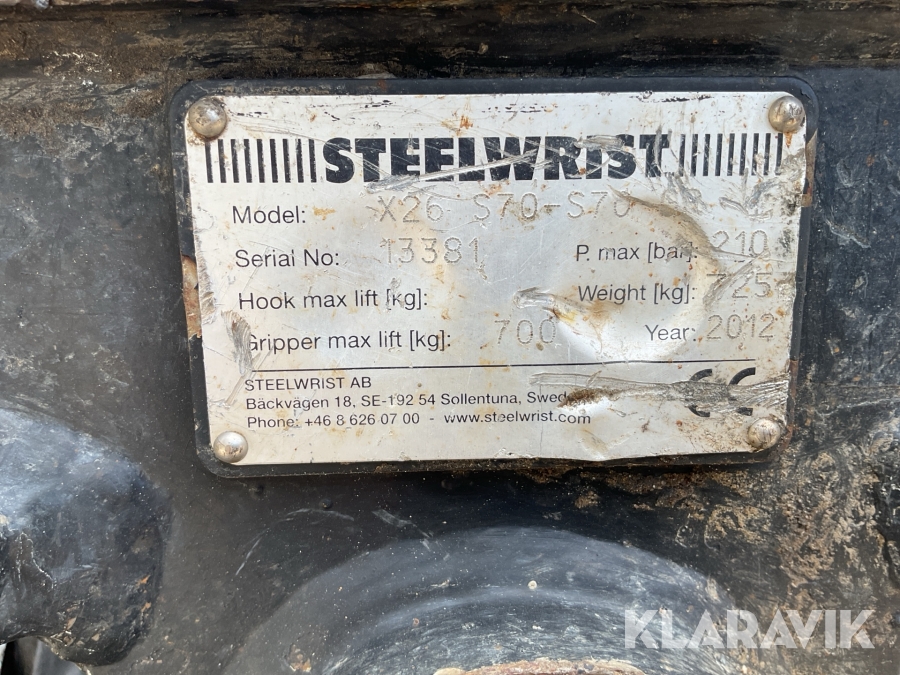 STEELWRIST
Model: X26 S70-S70
Serial No: 13381 P. max [bar]: 210
Hook max lift [kg]: Weight [kg]: 725
Gripper max lift [kg]: 700 Year: 2012
STEELWRIST AB
Bäckvägen 18, SE-192 54 Sollentuna, Swed
Phone: +46 8 626 07 00 - www.steelwrist.com
CE
KLARAVIK